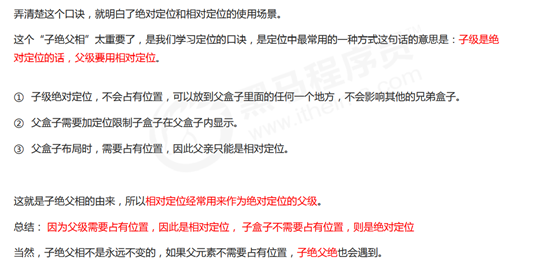 弄清楚这个口诀，就明白了绝对定位和相对定位的使用场景。
这个“子绝父相”太重要了，是我们学习定位的口诀，是定位中最常用的一种方式这句话的意思是：子级是绝
对定位的话，父级要用相对定位。
① 子级绝对定位，不会占有位置，可以放到父盒子里面的任何一个地方，不会影响其他的兄弟盒子。
② 父盒子需要加定位限制子盒子在父盒子内显示。
③ 父盒子布局时，需要占有位置，因此父亲只能是相对定位。
这就是子绝父相的由来，所以相对定位经常用来作为绝对定位的父级。
总结： 因为父级需要占有位置，因此是相对定位， 子盒子不需要占有位置，则是绝对定位
当然，子绝父相不是永远不变的，如果父元素不需要占有位置，子绝父绝也会遇到。
黑马程序员